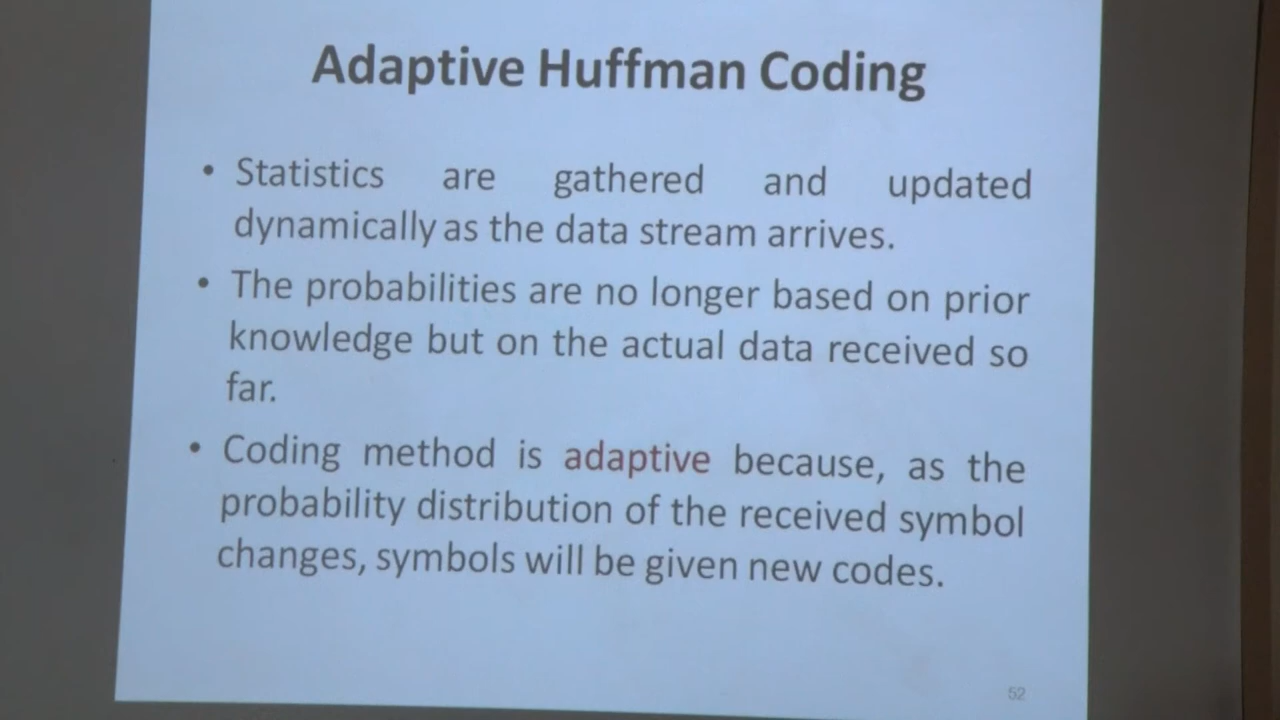 Adaptive Huffman Coding
• Statistics are gathered and updated
dynamically as the data stream arrives.
• The probabilities are no longer based on prior
knowledge but on the actual data received so
far.
• Coding method is adaptive because, as the
probability distribution of the received symbol
changes, symbols will be given new codes.
52